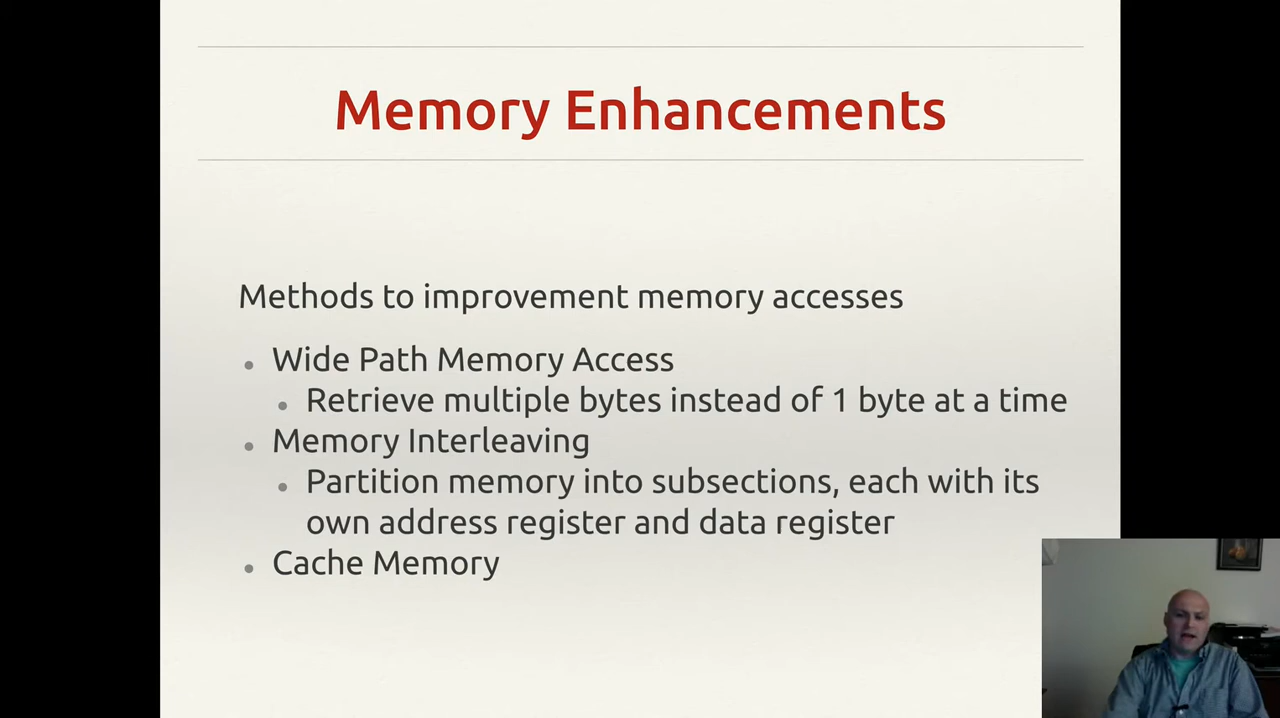 Memory Enhancements
Methods to improvement memory accesses
Wide Path Memory Access
Retrieve multiple bytes instead of 1 byte at a time
Memory Interleaving
Partition memory into subsections, each with its
own address register and data register
Cache Memory